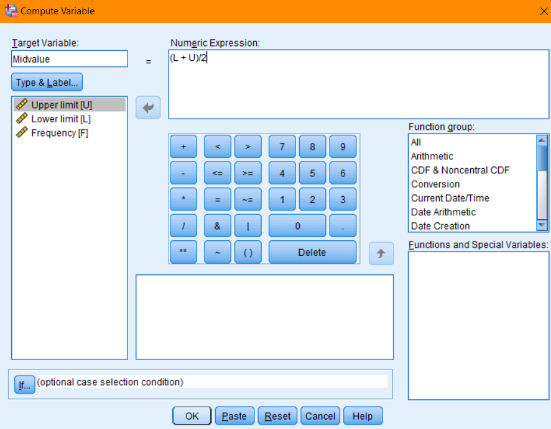 Compute Variable
Target Variable:
Midvalue
=
Numeric Expression:
(L + U)/2
Type & Label...
Upper limit [U]
Lower limit [L]
Frequency [F]
+ < > 7 8 9
- <= >= 4 5 6
* = ~= 1 2 3
/ & | 0 .
** ~ ( ) Delete
Function group:
All
Arithmetic
CDF & Noncentral CDF
Conversion
Current Date/Time
Date Arithmetic
Date Creation
Functions and Special Variables:
If... (optional case selection condition)
OK Paste Reset Cancel Help